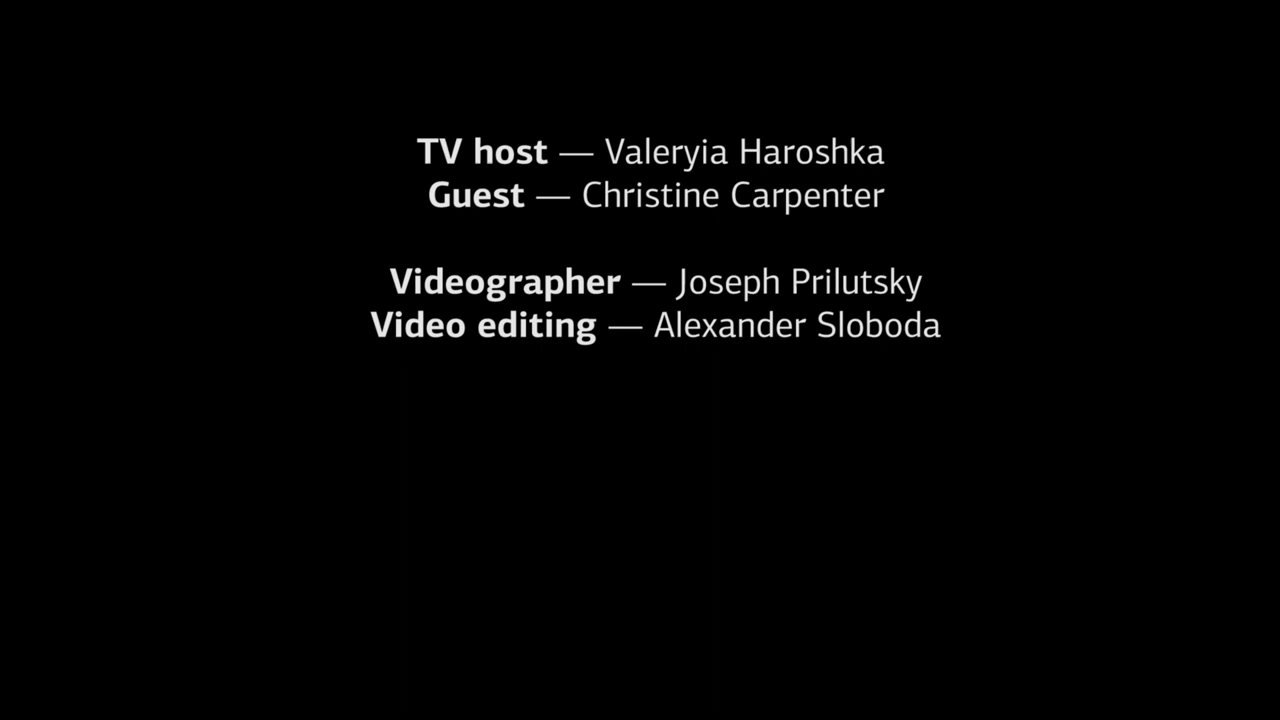 TV host — Valeryia Haroshka
Guest — Christine Carpenter
Videographer — Joseph Prilutsky
Video editing — Alexander Sloboda